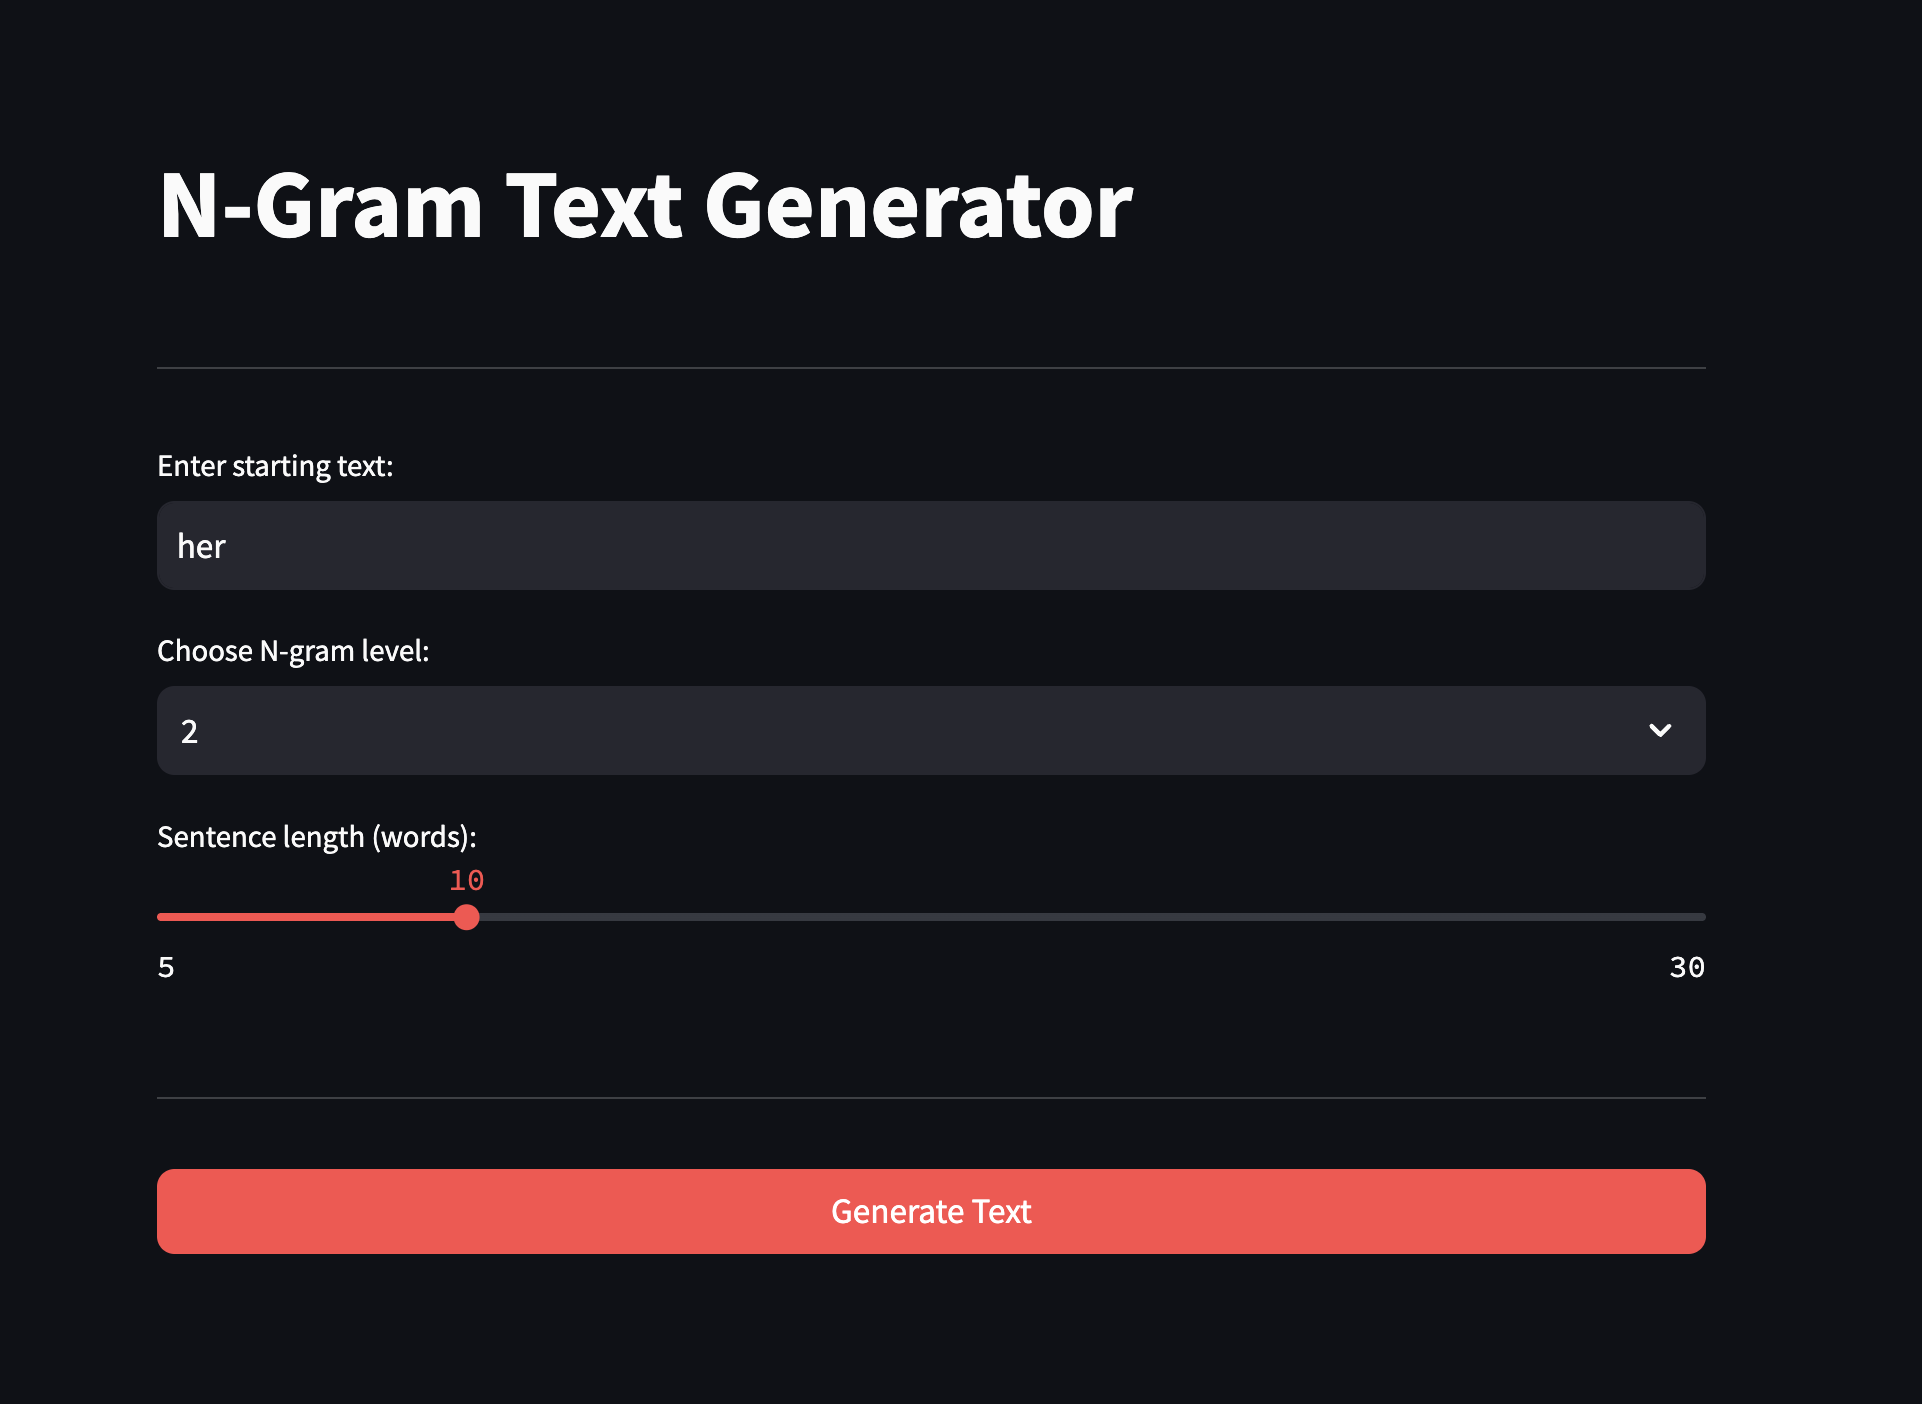 N-Gram Text Generator
Enter starting text:
her
Choose N-gram level:
2
Sentence length (words):
10
5 30
Generate Text